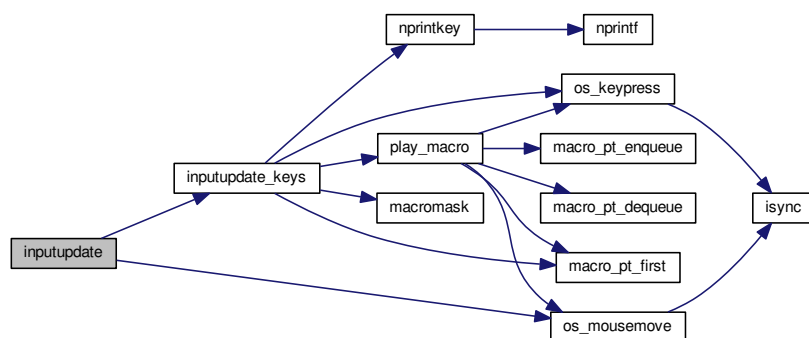 nprintkey
nprintf
os_keypress
play_macro
macro_pt_enqueue
inputupdate_keys
macromask
macro_pt_dequeue
isync
inputupdate
macro_pt_first
os_mousemove